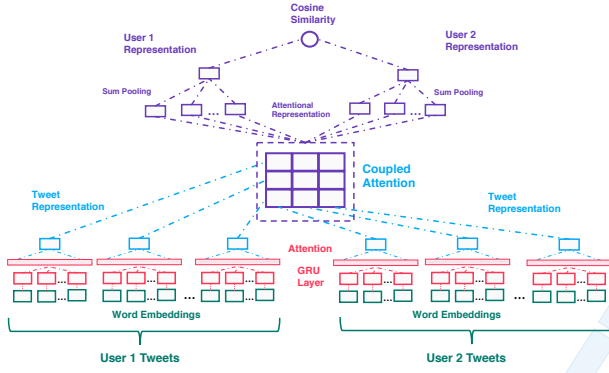 Cosine
Similarity
User 1
Representation
User 2
Representation
Sum Pooling
...
Attentional
Representation
...
Sum Pooling
Coupled
Attention
Tweet
Representation
Tweet
Representation
Attention
GRU
Layer
... ... ... ... ... ...
... ... ... ... ... ... ... ...
Word Embeddings
Word Embeddings
User 1 Tweets
User 2 Tweets